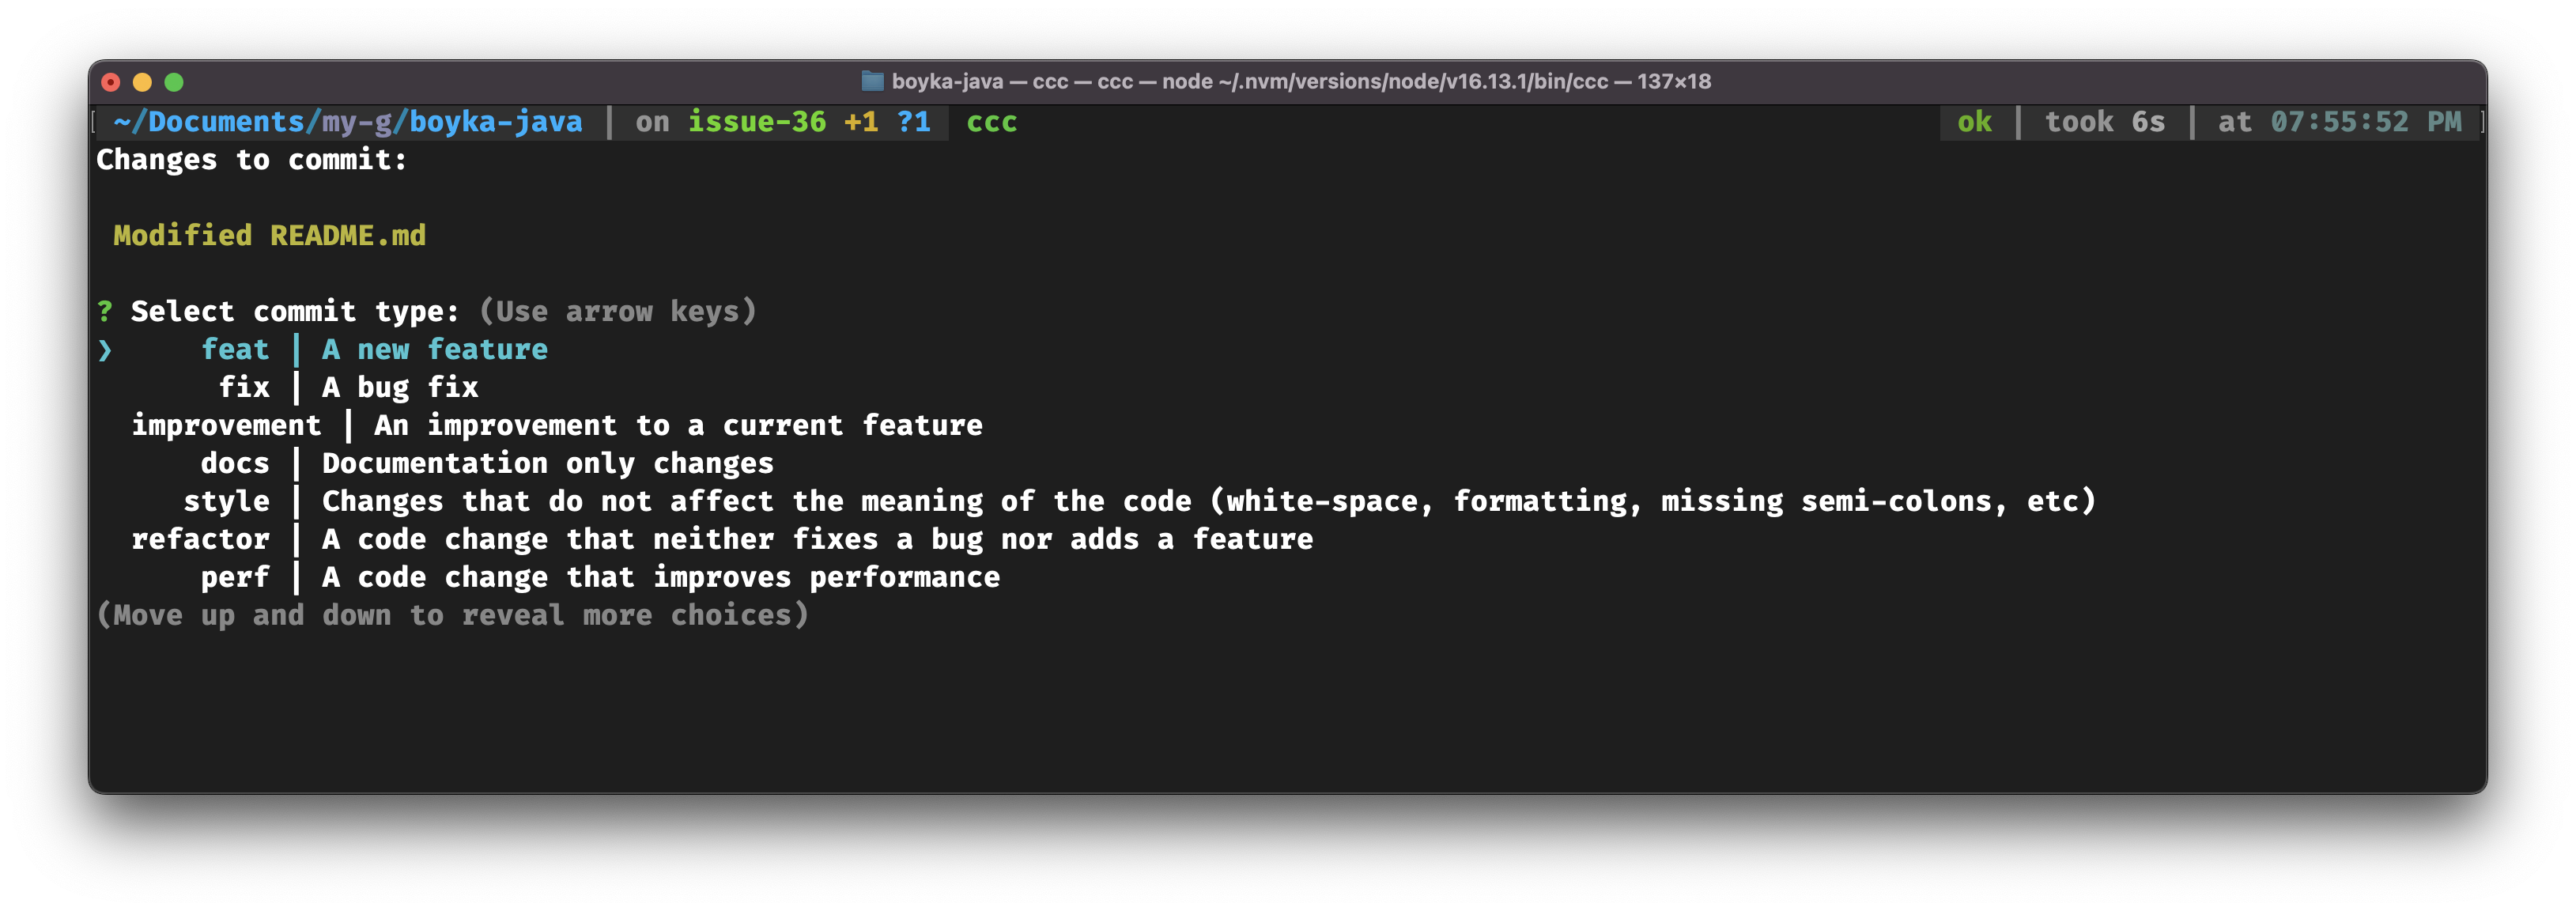 boyka-java — ccc — ccc — node ~/.nvm/versions/node/v16.13.1/bin/ccc — 137×18
~/Documents/my-g/boyka-java | on issue-36 +1 ?1 ccc ok | took 6s | at 07:55:52 PM
Changes to commit:
Modified README.md
? Select commit type: (Use arrow keys)
❯ feat | A new feature
fix | A bug fix
improvement | An improvement to a current feature
docs | Documentation only changes
style | Changes that do not affect the meaning of the code (white-space, formatting, missing semi-colons, etc)
refactor | A code change that neither fixes a bug nor adds a feature
perf | A code change that improves performance
(Move up and down to reveal more choices)